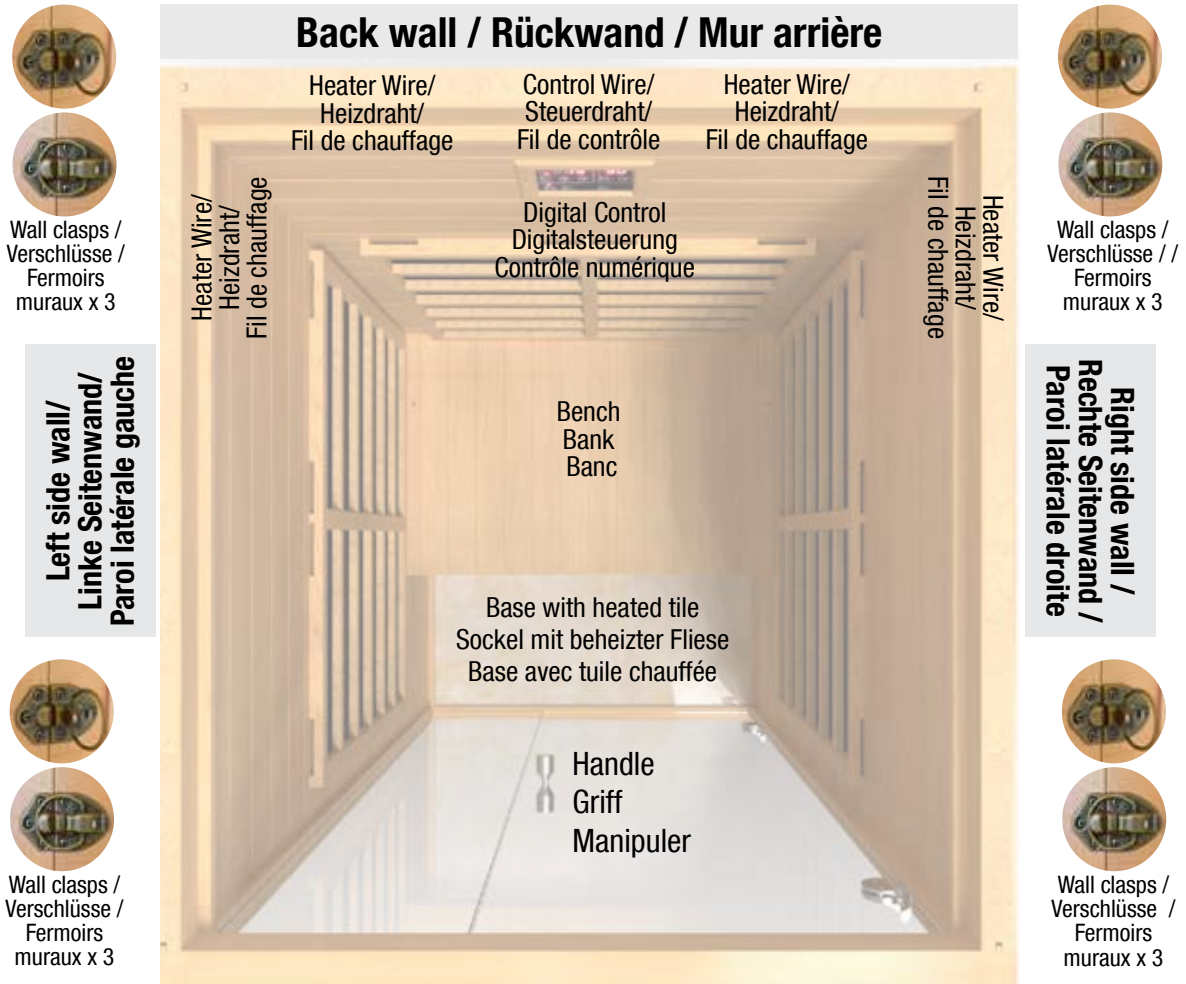 Back wall / Rückwand / Mur arrière
Heater Wire/
Heizdraht/
Fil de chauffage
Control Wire/
Steuerdraht/
Fil de contrôle
Heater Wire/
Heizdraht/
Fil de chauffage
Wall clasps /
Verschlüsse /
Fermoirs
muraux x 3
Heater Wire/
Heizdraht/
Fil de chauffage
Digital Control
Digitalsteuerung
Contrôle numérique
Heater Wire/
Heizdraht/
Fil de chauffage
Wall clasps /
Verschlüsse / /
Fermoirs
muraux x 3
Left side wall/
Linke Seitenwand/
Paroi latérale gauche
Bench
Bank
Banc
Right side wall /
Rechte Seitenwand /
Paroi latérale droite
Base with heated tile
Sockel mit beheizter Fliese
Base avec tuile chauffée
Handle
Griff
Manipuler
Wall clasps /
Verschlüsse /
Fermoirs
muraux x 3
Wall clasps /
Verschlüsse  /
Fermoirs
muraux x 3